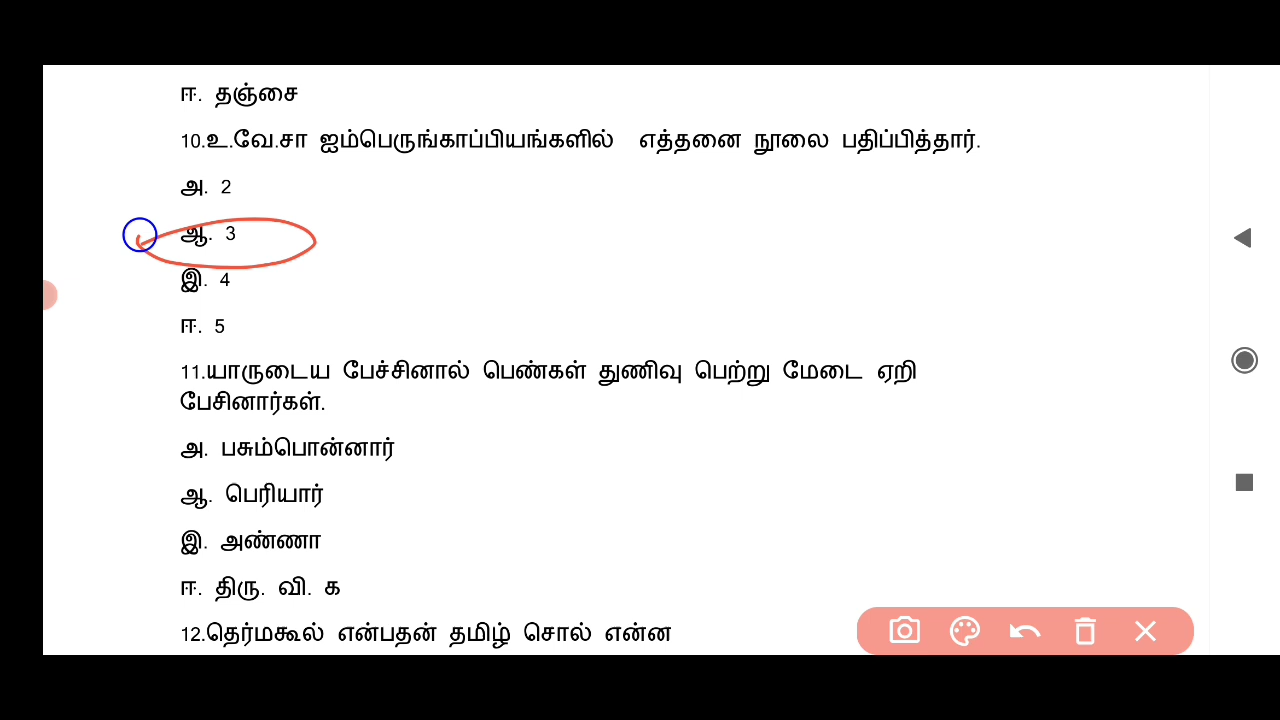 ஈ. தஞ்சை
10.உ.வே.சா ஐம்பெருங்காப்பியங்களில் எத்தனை நூலை பதிப்பித்தார்.
அ. 2
ஆ. 3
இ. 4
ஈ. 5
11.யாருடைய பேச்சினால் பெண்கள் துணிவு பெற்று மேடை ஏறி
பேசினார்கள்.
அ. பசும்பொன்னார்
ஆ. பெரியார்
இ. அண்ணா
ஈ. திரு. வி. க
12.தெர்மகூல் என்பதன் தமிழ் சொல் என்ன